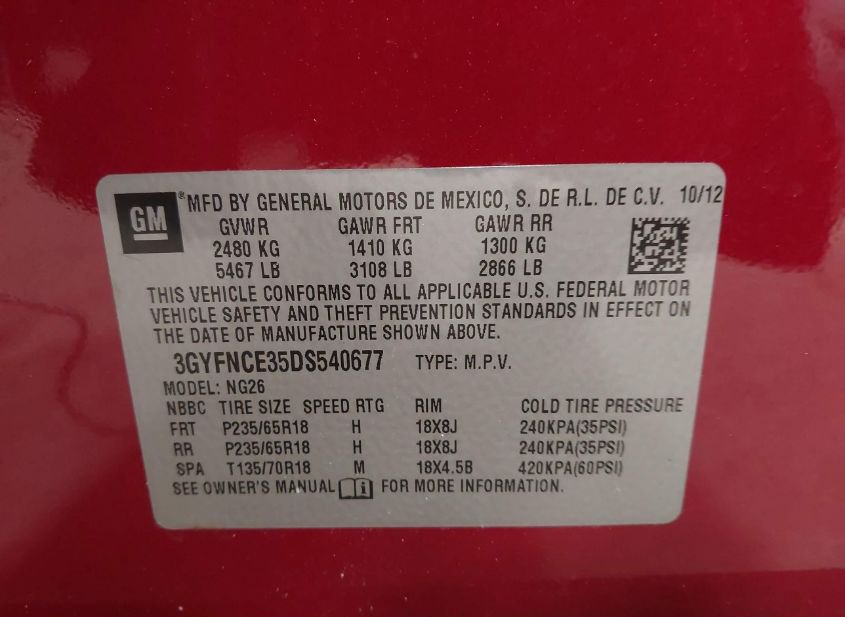 GM
®MFD BY GENERAL MOTORS DE MEXICO, S. DE R.L. DE C.V. 10/12
GVWR GAWR FRT GAWR RR
2480 KG 1410 KG 1300 KG
5467 LB 3108 LB 2866 LB
THIS VEHICLE CONFORMS TO ALL APPLICABLE U.S. FEDERAL MOTOR
VEHICLE SAFETY AND THEFT PREVENTION STANDARDS IN EFFECT ON
THE DATE OF MANUFACTURE SHOWN ABOVE.
3GYFNCE35DS540677 TYPE: M.P.V.
MODEL: NG26
NBBC TIRE SIZE SPEED RTG RIM COLD TIRE PRESSURE
FRT P235/65R18 H 18X8J 240KPA(35PSI)
RR P235/65R18 H 18X8J 240KPA(35PSI)
SPA T135/70R18 M 18X4.5B 420KPA(60PSI)
SEE OWNER'S MANUAL i FOR MORE INFORMATION.